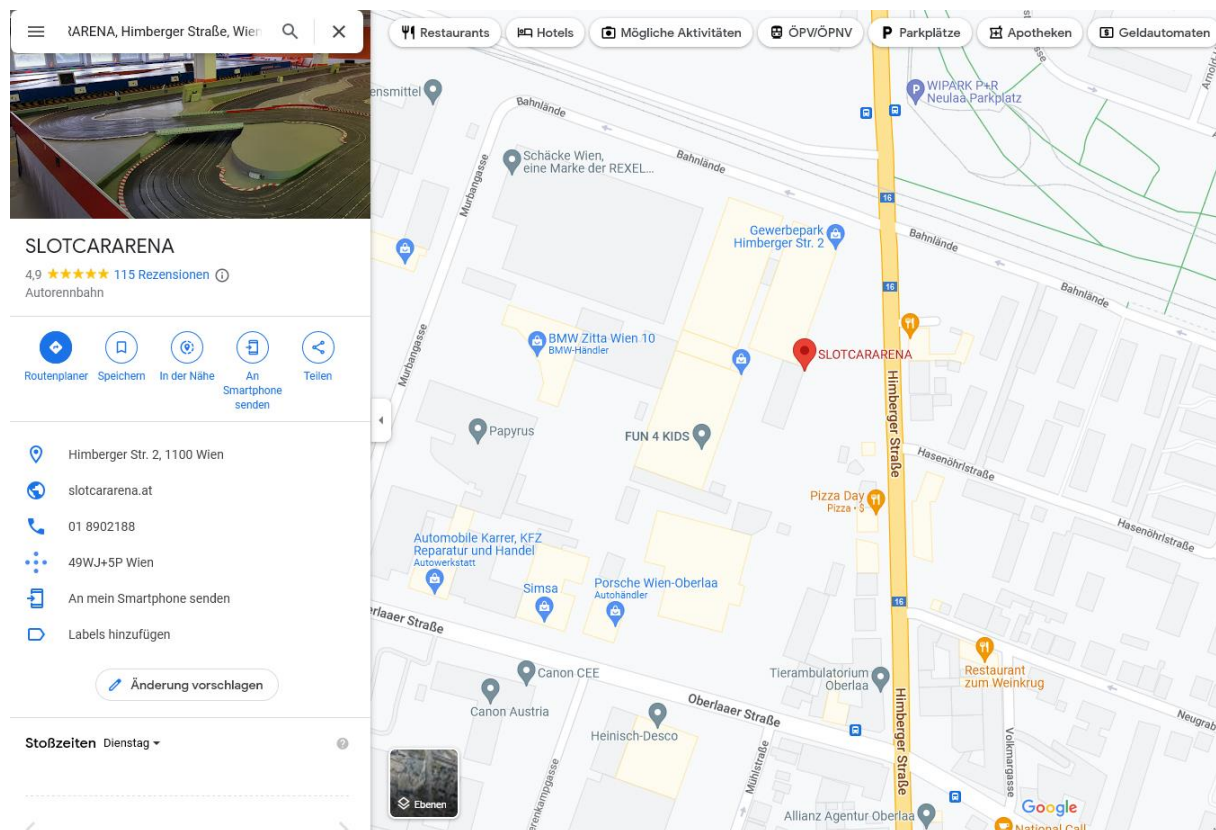 RARENA, Himberger Straße, Wien
SLOTCARARENA
4,9
115 Rezensionen
Autorennbahn
Routenplaner
Speichern
In der Nähe
An
Smartphone
senden
Teilen
Himberger Str. 2, 1100 Wien
slotcararena.at
01 8902188
49WJ+5P Wien
An mein Smartphone senden
Labels hinzufügen
Änderung vorschlagen
Stoßzeiten Dienstag
Restaurants
Hotels
Mögliche Aktivitäten
ÖPV/ÖPNV
Parkplätze
Apotheken
Geldautomaten
ensmittel
WIPARK P+R
Neulaa Parkplatz
Bahnlände
Bahnlände
Schäcke Wien,
eine Marke der REXEL...
Murbangasse
16
Gewerbepark
Himberger Str. 2
Bahnlände
16
Bahnlände
BMW Zitta Wien 10
BMW-Händler
SLOTCARARENA
Murbangasse
Himberger Straße
Papyrus
FUN 4 KIDS
Hasenöhrlstraße
Pizza Day
Pizza • $
Hasenöhrlstraße
Automobile Karrer, KFZ
Reparatur und Handel
Autowerkstatt
Simsa
Porsche Wien-Oberlaa
Autohändler
16
rlaaer Straße
Restaurant
zum Weinkrug
Tierambulatorium
Oberlaa
Canon CEE
Canon Austria
Oberlaaer Straße
Himberger Straße
Neugrab
Heinisch-Desco
Volkmargasse
Mühlstraße
erenkampgasse
Ebenen
Google
Allianz Agentur Oberlaa
National Call